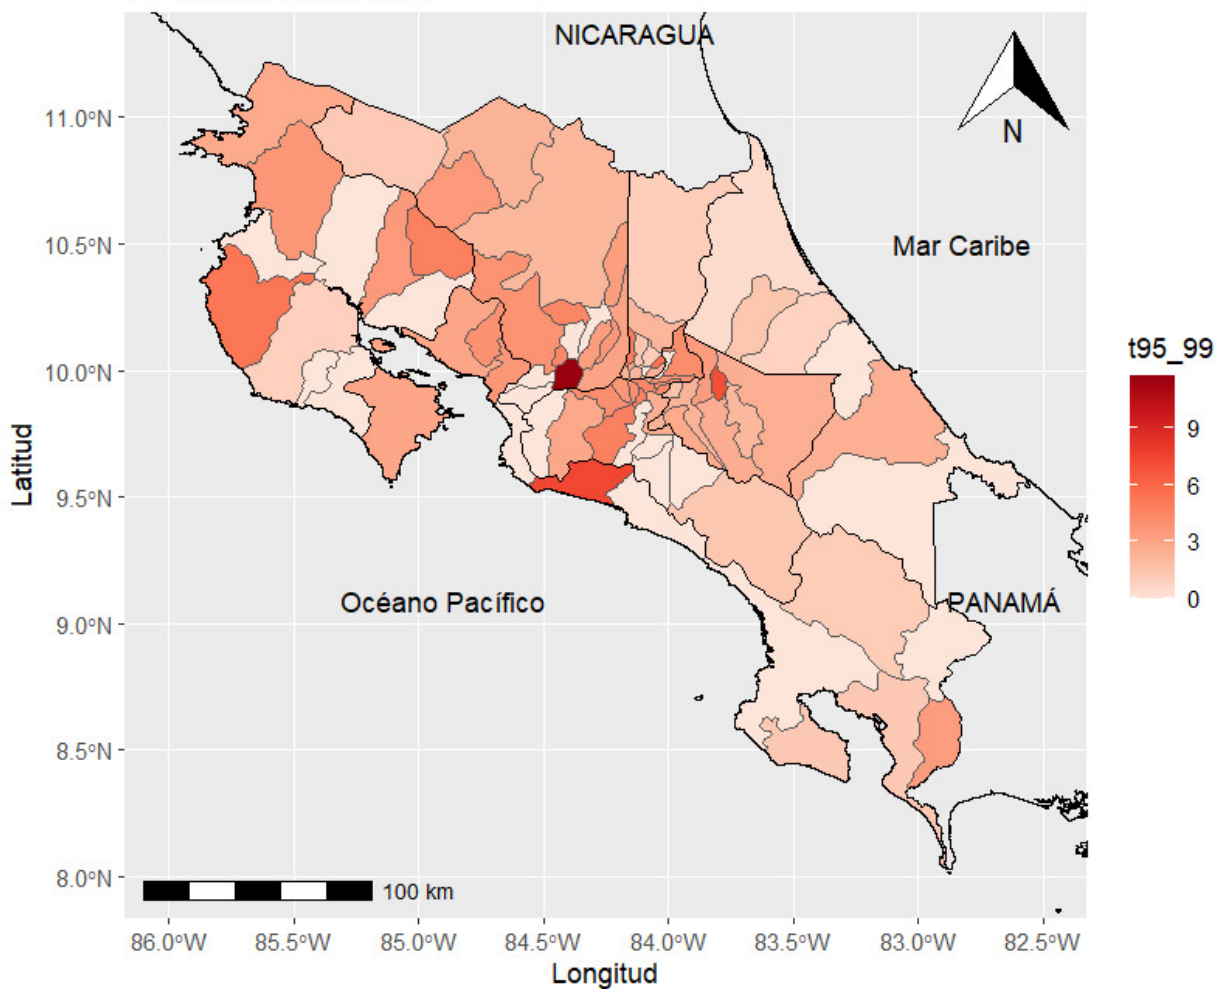 NICARAGUA
11.0°N
N
10.5°N
Mar Caribe
10.0°N
t95_99
9
6
3
0
9.5°N
Latitud
Océano Pacífico
PANAMÁ
9.0°N
8.5°N
8.0°N
100 km
86.0°W 85.5°W 85.0°W 84.5°W 84.0°W 83.5°W 83.0°W 82.5°W
Longitud